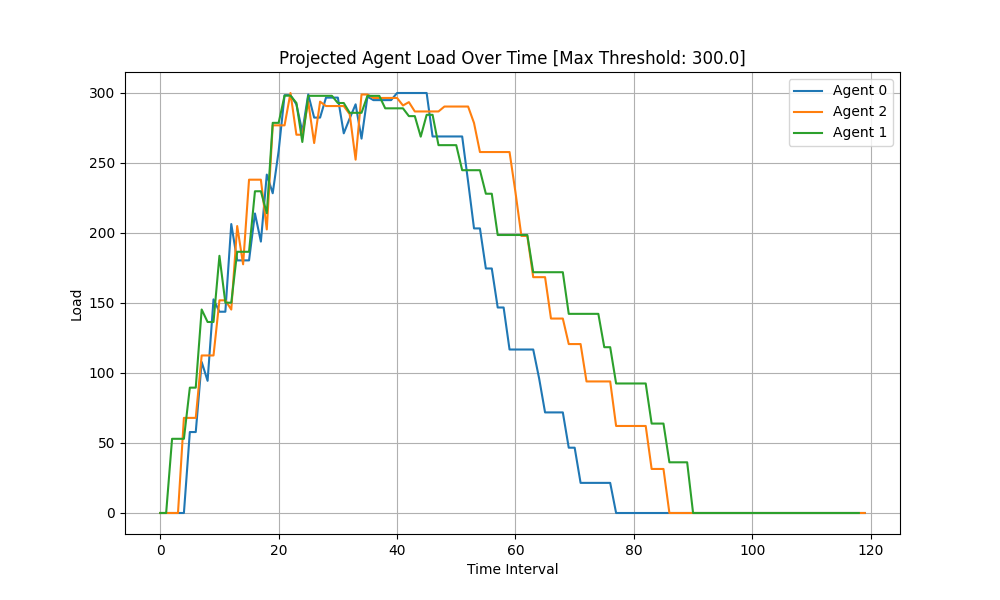 Projected Agent Load Over Time [Max Threshold: 300.0]
Agent 0
Agent 2
Agent 1
300
250
200
150
100
50
0
Load
0 20 40 60 80 100 120
Time Interval